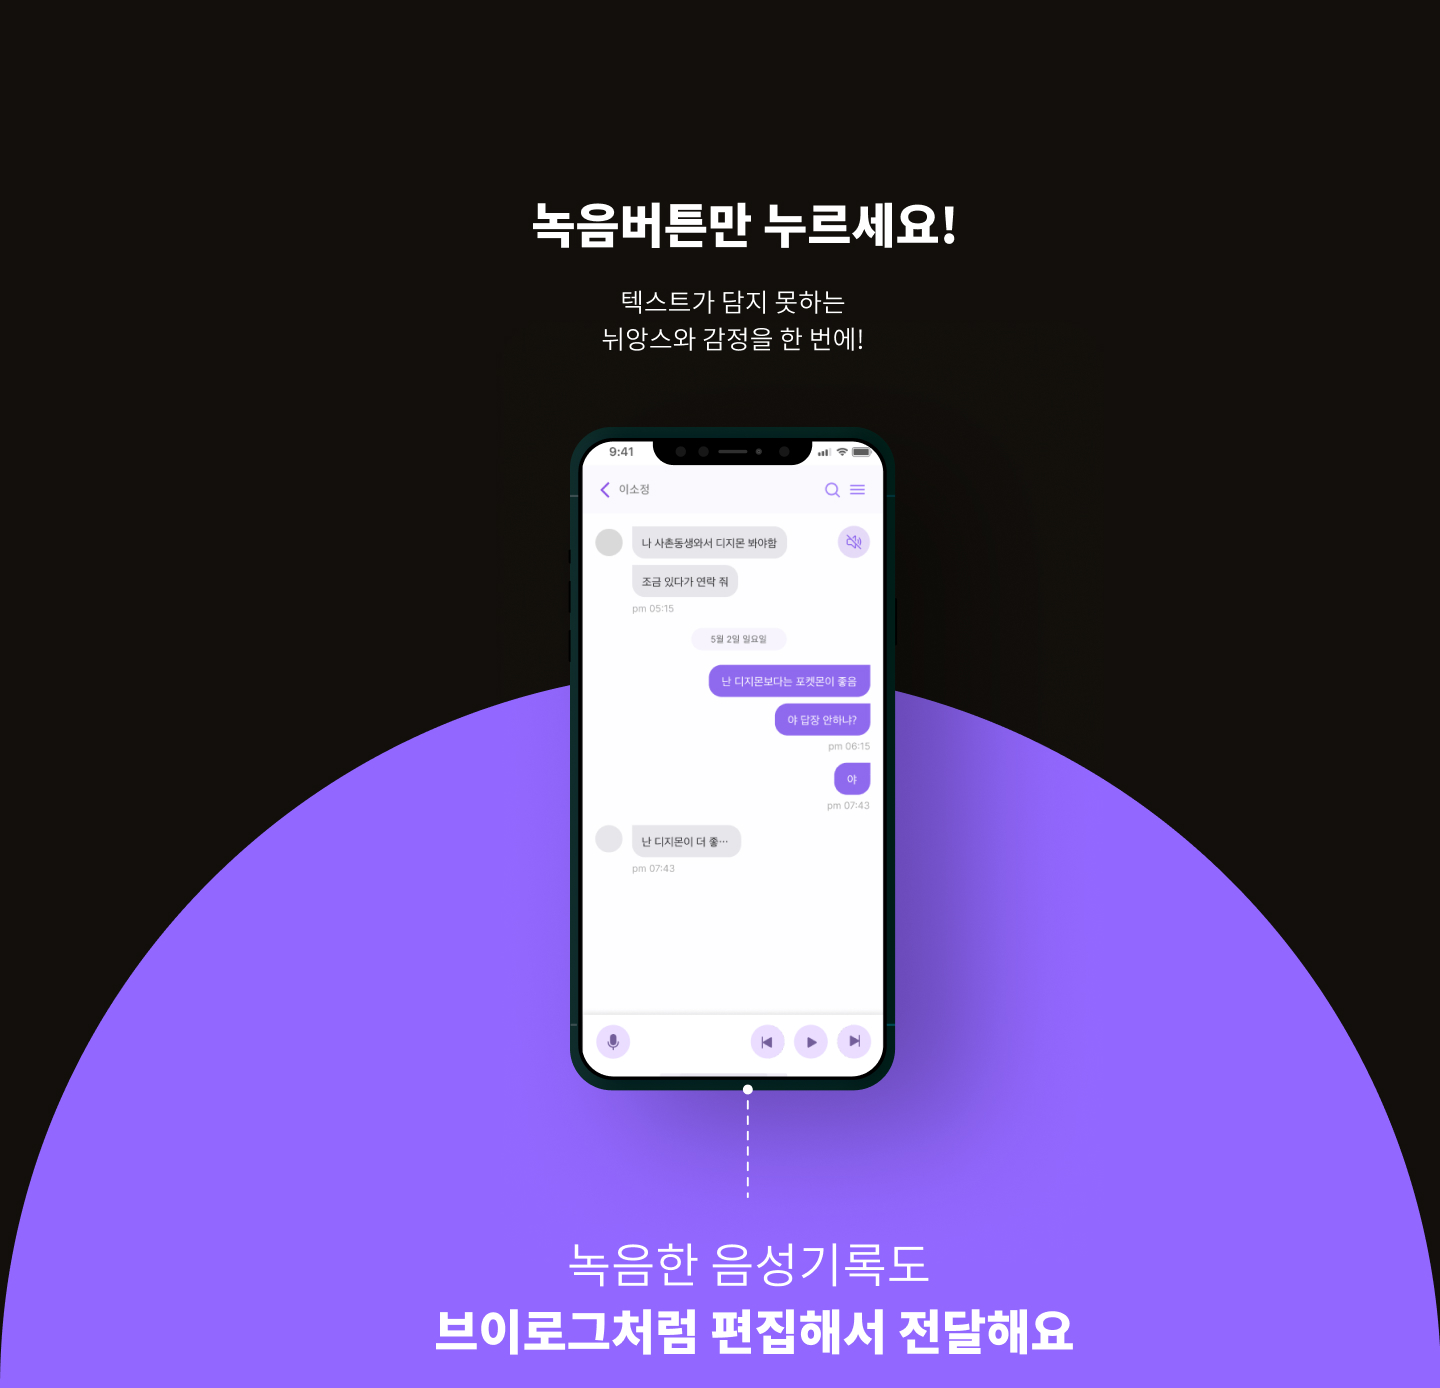 녹음버튼만 누르세요!
텍스트가 담지 못하는
뉘앙스와 감정을 한 번에!
9:41
이소정
나 사촌동생와서 디지몬 봐야함
조금 있다가 연락 줘
pm 05:15
5월 2일 일요일
난 디지몬보다는 포켓몬이 좋음
야 답장 안하냐?
pm 06:15
야
pm 07:43
난 디지몬이 더 좋…
pm 07:43
녹음한 음성기록도
브이로그처럼 편집해서 전달해요